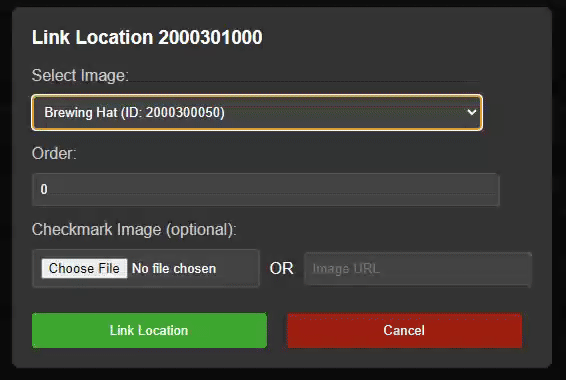 Link Location 2000301000
Select Image:
Brewing Hat (ID: 2000300050)
Order:
0
Checkmark Image (optional):
Choose File No file chosen OR Image URL
Link Location Cancel